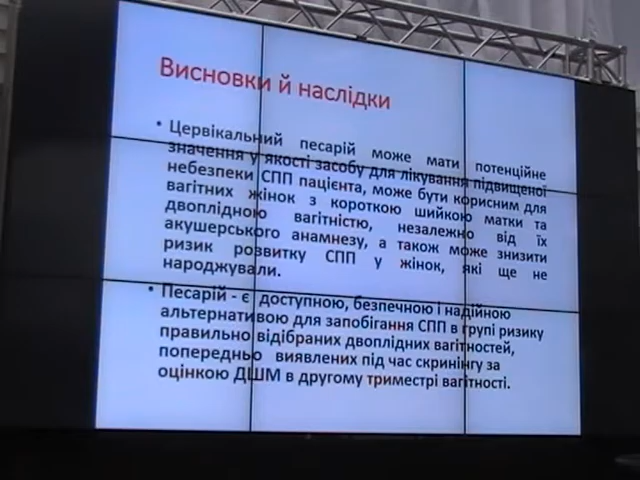 Висновки й наслідки
• Цервікальний песарій може мати потенційне
значення у якості засобу для лікування підвищеної
небезпеки СПП пацієнта, може бути корисним для
вагітних жінок з короткою шийкою матки та
двоплідною вагітністю, незалежно від їх
акушерського анамнезу, а також може знизити
ризик розвитку СПП у жінок, які ще не
народжували.
• Песарій - є доступною, безпечною і надійною
альтернативою для запобігання СПП в групі ризику
правильно відібраних двоплідних вагітностей,
попередньо виявлених під час скринінгу за
оцінкою ДШМ в другому триместрі вагітності.